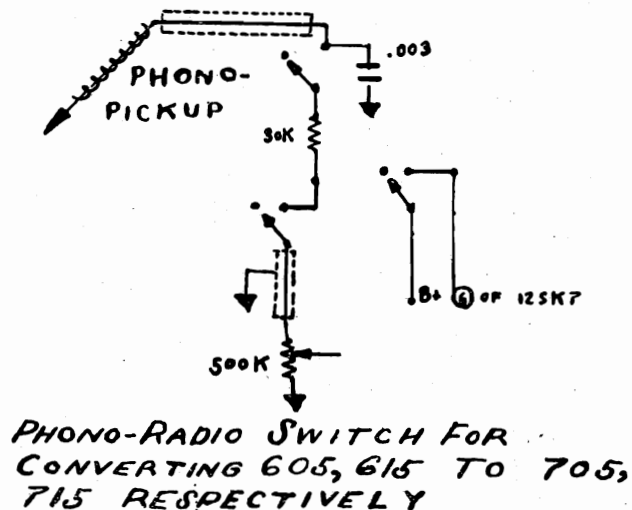 .003
PHONO-
PICKUP
30K
B+ 6 OF 12SK7
500K
PHONO-RADIO SWITCH FOR
CONVERTING 605, 615 TO 705,
715 RESPECTIVELY